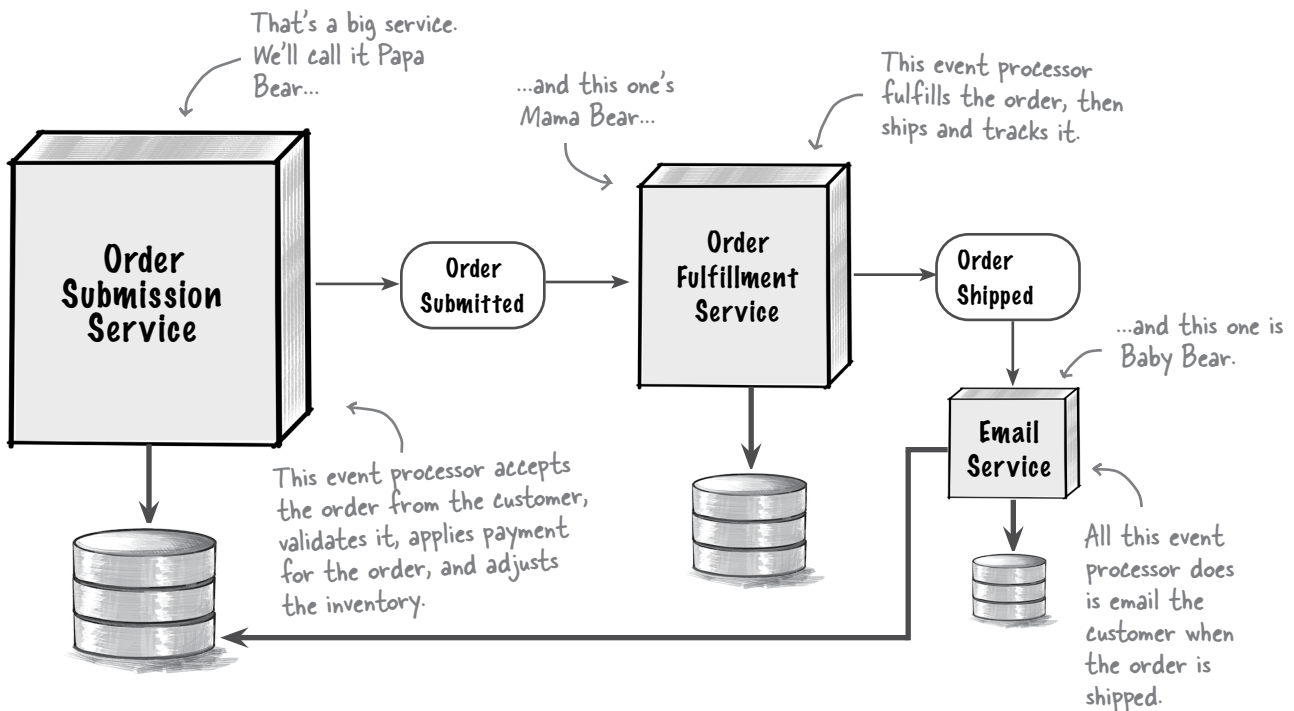 That's a big service.
We'll call it Papa
Bear...
...and this one's
Mama Bear...
This event processor
fulfills the order, then
ships and tracks it.
Order
Submission
Service
Order
Submitted
Order
Fulfillment
Service
Order
Shipped
...and this one is
Baby Bear.
Email
Service
This event processor accepts
the order from the customer,
validates it, applies payment
for the order, and adjusts
the inventory.
All this event
processor does
is email the
customer when
the order is
shipped.